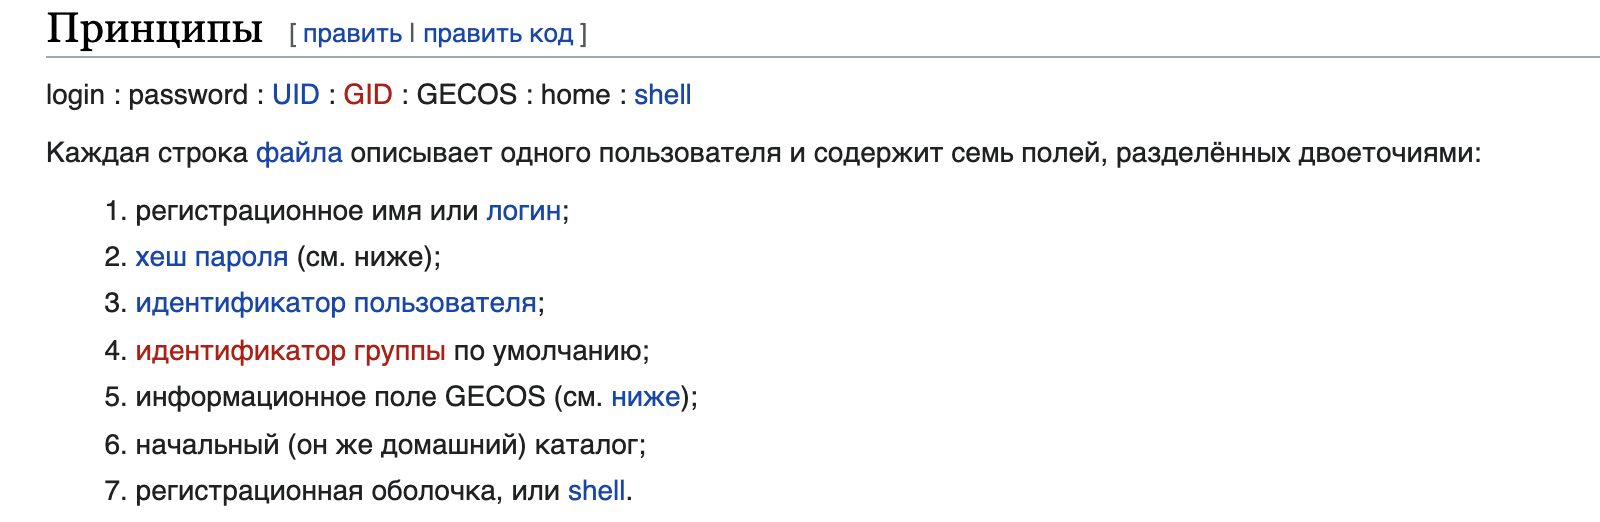 Принципы [ править | править код ]
login : password : UID : GID : GECOS : home : shell
Каждая строка файла описывает одного пользователя и содержит семь полей, разделённых двоеточиями:
1. регистрационное имя или логин;
2. хеш пароля (см. ниже);
3. идентификатор пользователя;
4. идентификатор группы по умолчанию;
5. информационное поле GECOS (см. ниже);
6. начальный (он же домашний) каталог;
7. регистрационная оболочка, или shell.